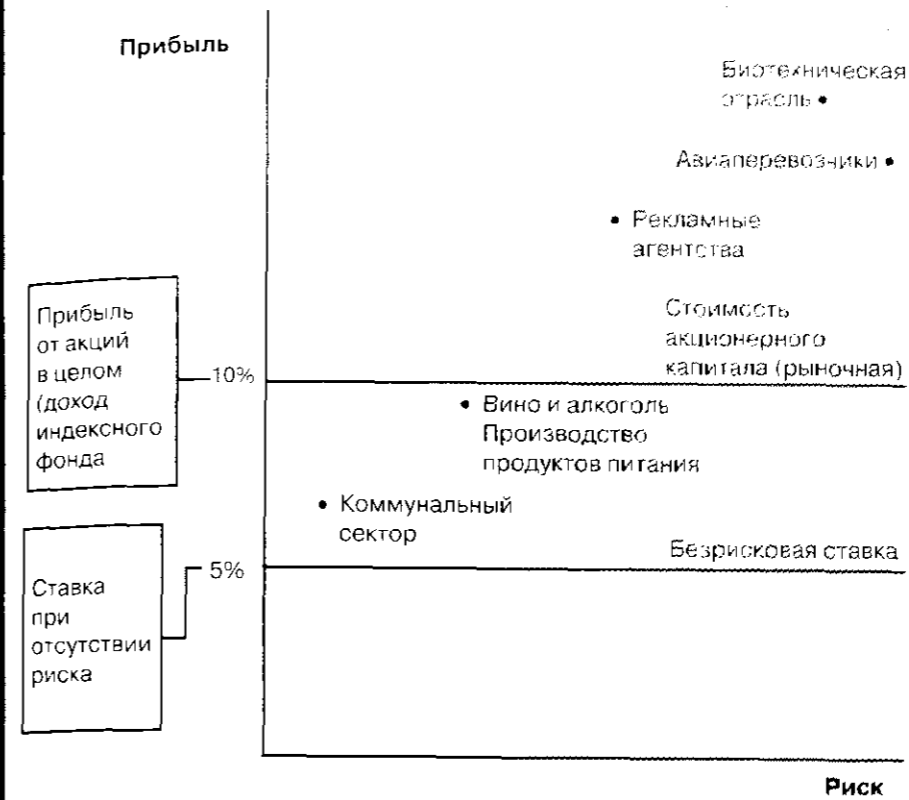 Прибыль
Биотехническая
отрасль •
Авиаперевозчики •
• Рекламные
агентства
Прибыль
от акций
в целом
(доход
индексного
фонда
Стоимость
акционерного
капитала (рыночная)
10%
• Вино и алкоголь
Производство
продуктов питания
• Коммунальный
сектор
Безрисковая ставка
5%
Ставка
при
отсутствии
риска
Риск